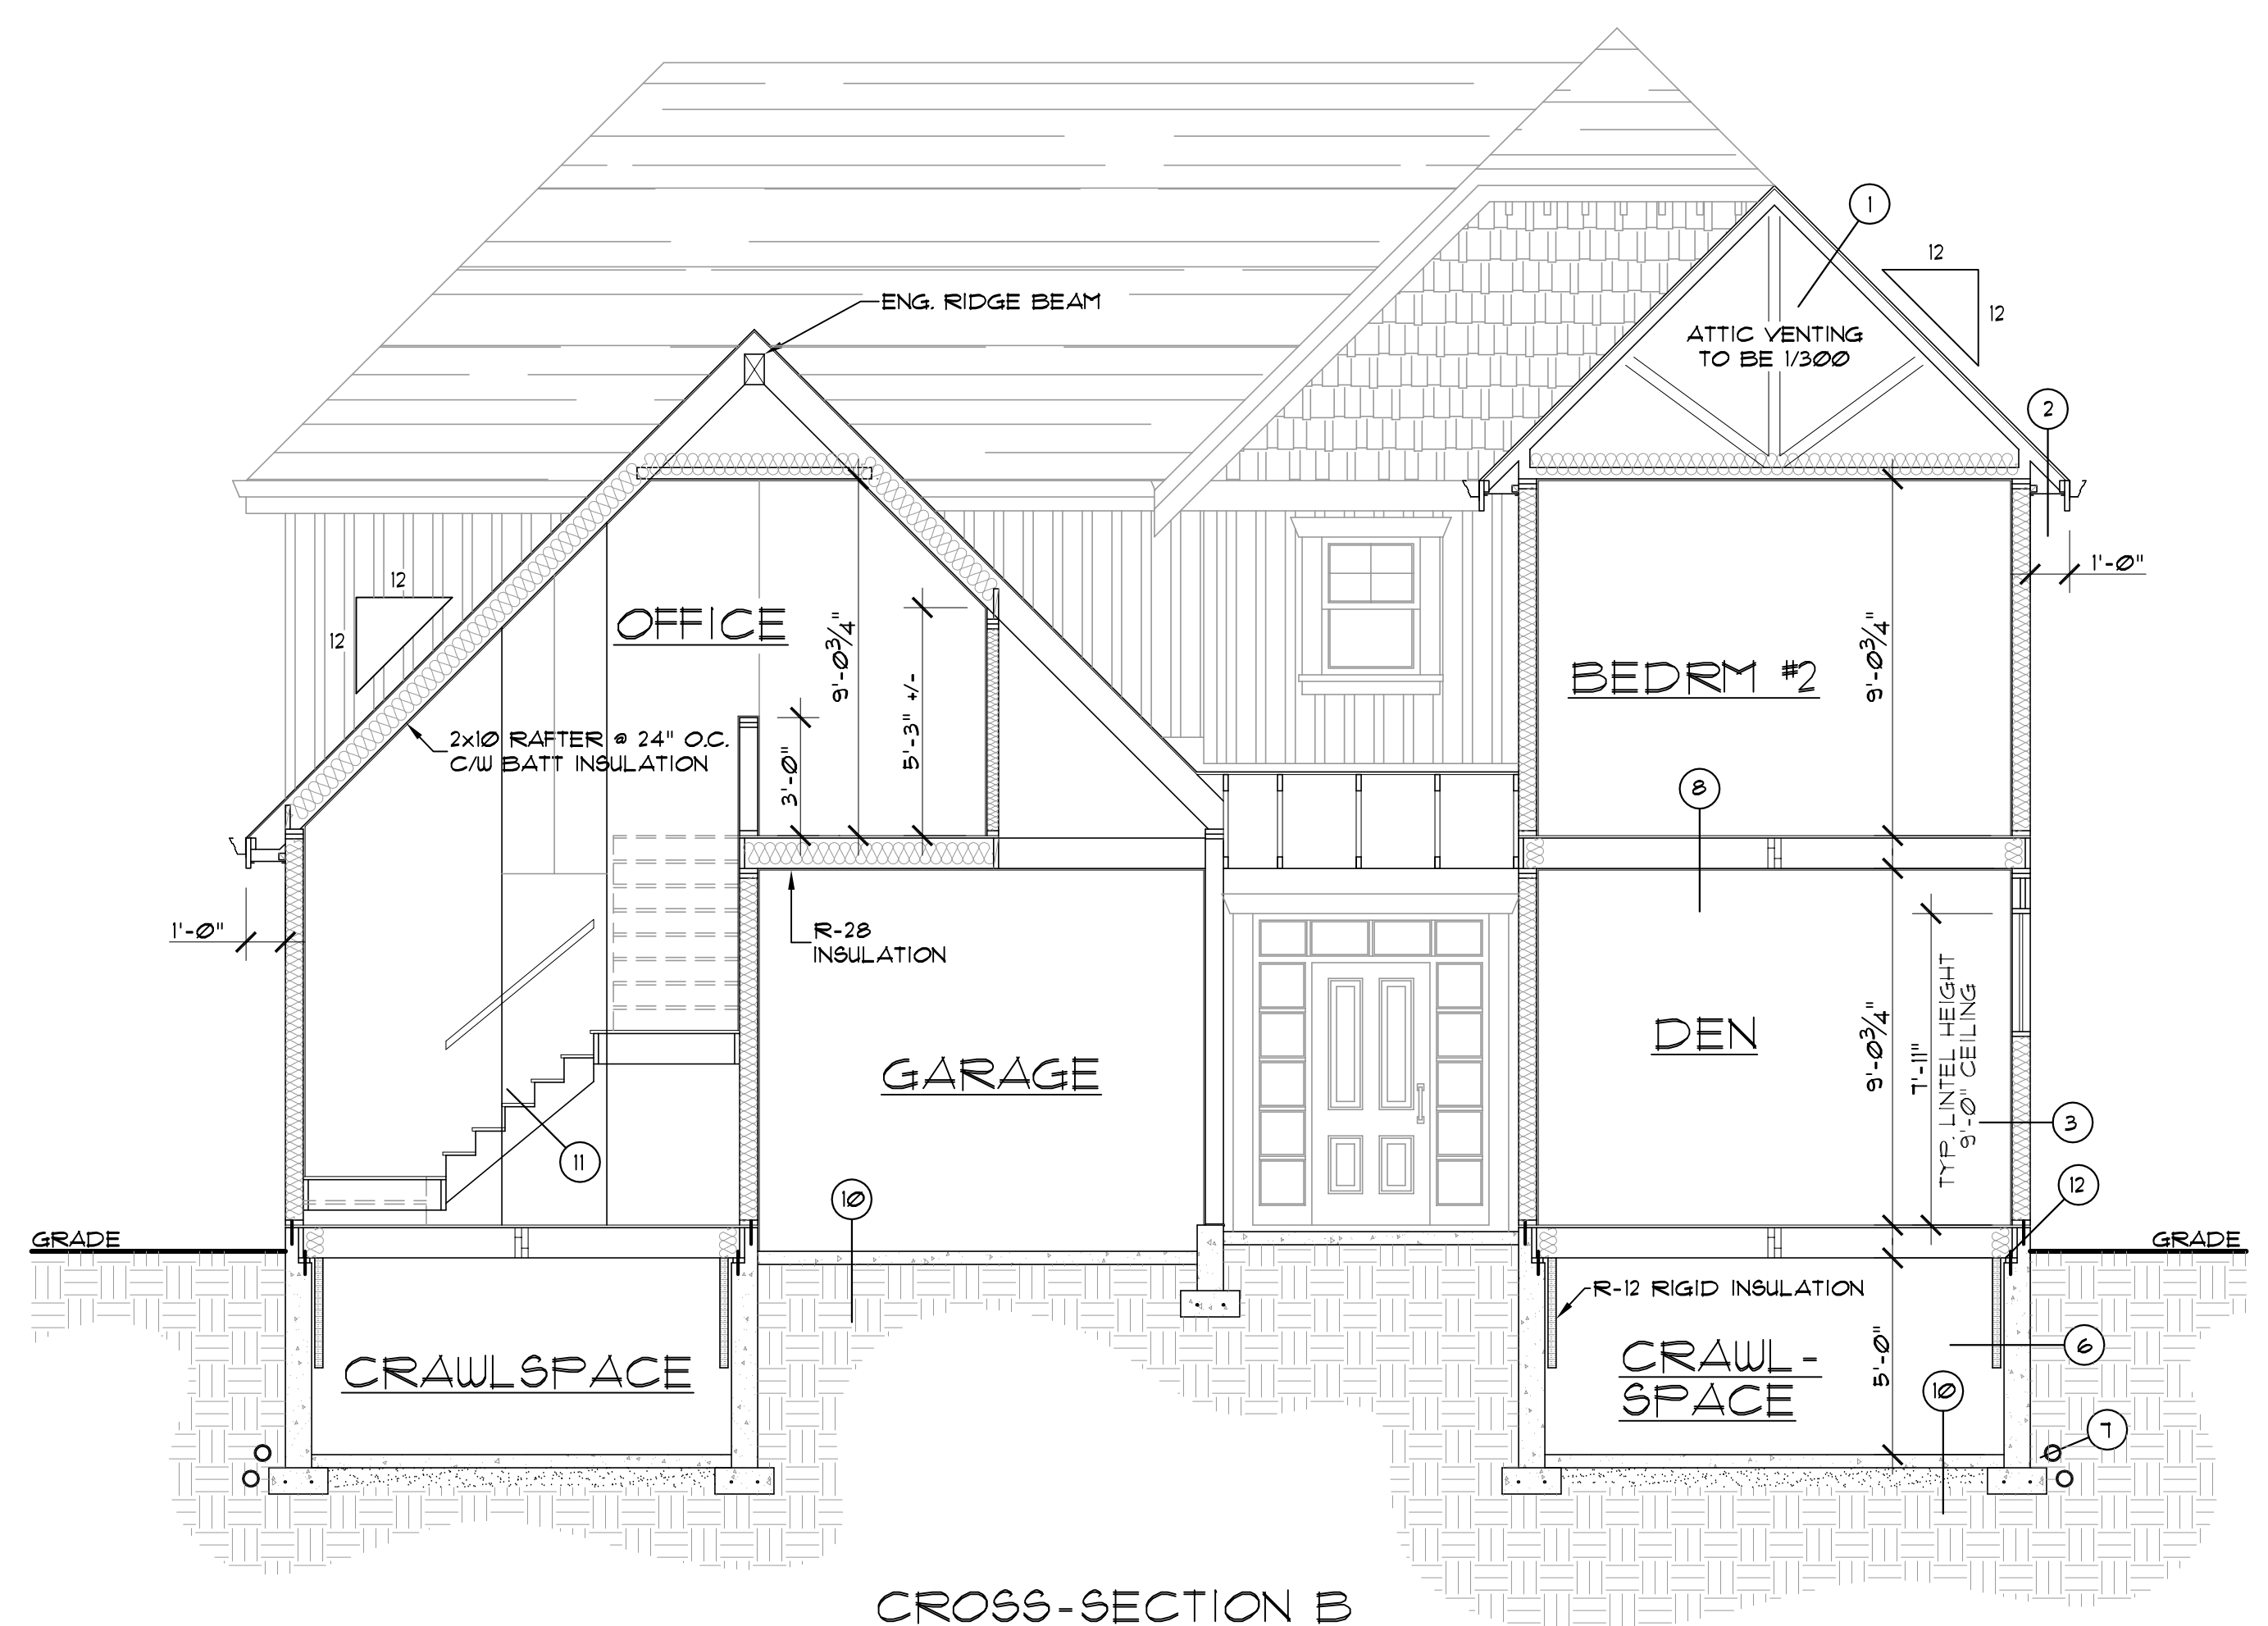 1
12
12
ENG. RIDGE BEAM
ATTIC VENTING
TO BE 1/300
2
1'-0"
12
12
OFFICE
9'-0 3/4"
5'-3" +/-
3'-0"
2x10 RAFTER @ 24" O.C.
C/W BATT INSULATION
BEDRM #2
9'-0 3/4"
8
1'-0"
R-28
INSULATION
GARAGE
DEN
9'-0 3/4"
7'-11"
TYP. LINTEL HEIGHT
9'-0" CEILING
3
11
10
12
GRADE
GRADE
R-12 RIGID INSULATION
CRAWLSPACE
CRAWL-
SPACE
5'-0"
6
10
7
CROSS-SECTION B